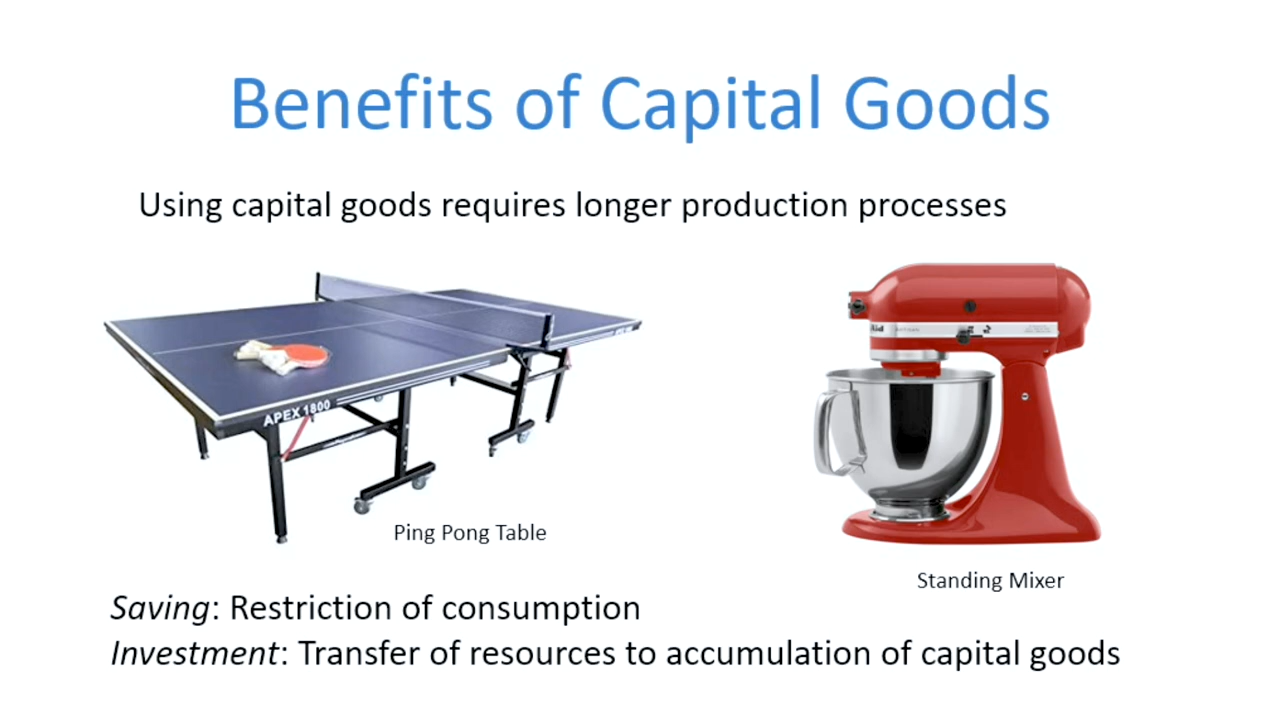 Benefits of Capital Goods
Using capital goods requires longer production processes
APEX 1800
Aid
Ping Pong Table
Standing Mixer
Saving: Restriction of consumption
Investment: Transfer of resources to accumulation of capital goods